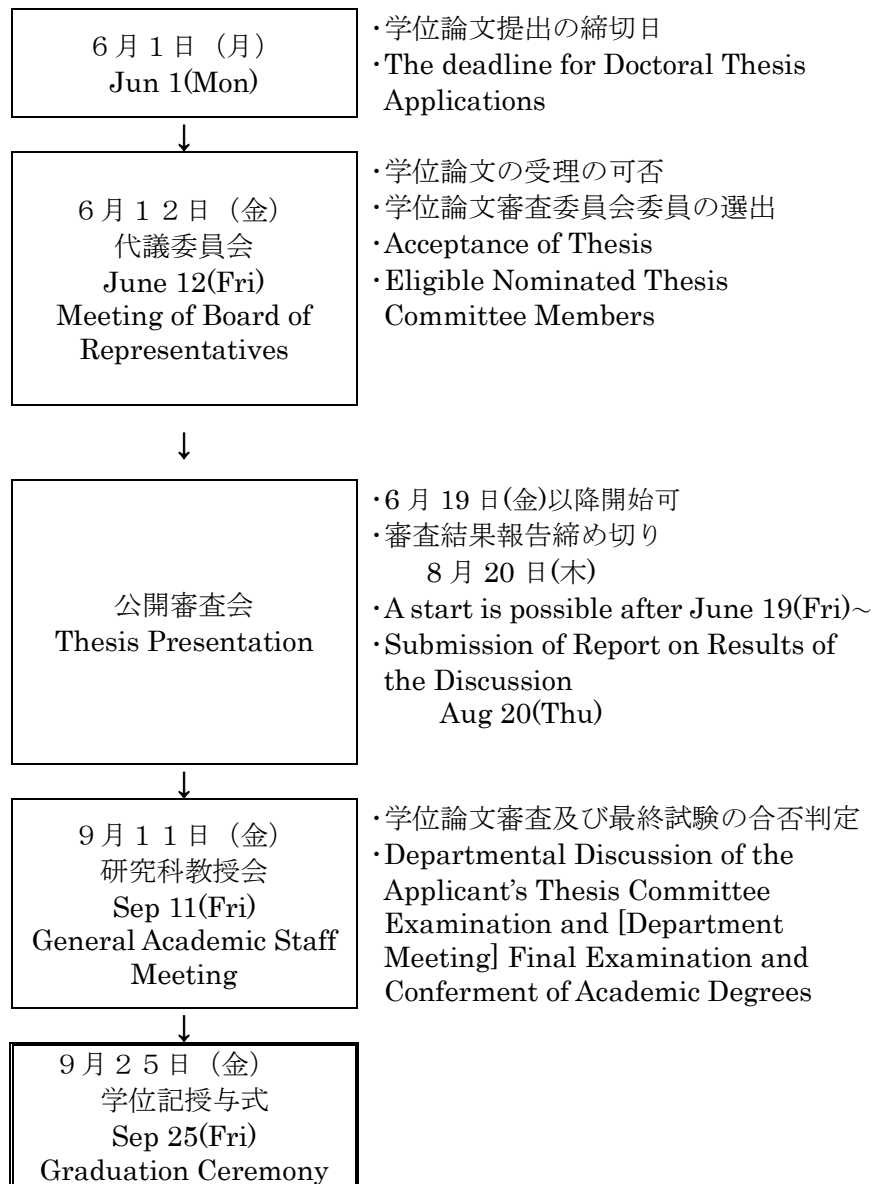 ６月１日（月）
Jun 1(Mon)
・学位論文提出の締切日
・The deadline for Doctoral Thesis
Applications
↓
６月１２日（金）
代議委員会
June 12(Fri)
Meeting of Board of
Representatives
・学位論文の受理の可否
・学位論文審査委員会委員の選出
・Acceptance of Thesis
・Eligible Nominated Thesis
Committee Members
↓
公開審査会
Thesis Presentation
・6 月 19 日(金)以降開始可
・審査結果報告締め切り
8 月 20 日(木)
・A start is possible after June 19(Fri)~
・Submission of Report on Results of
the Discussion
Aug 20(Thu)
↓
９月１１日（金）
研究科教授会
Sep 11(Fri)
General Academic Staff
Meeting
・学位論文審査及び最終試験の合否判定
・Departmental Discussion of the
Applicant’s Thesis Committee
Examination and [Department
Meeting] Final Examination and
Conferment of Academic Degrees
↓
９月２５日（金）
学位記授与式
Sep 25(Fri)
Graduation Ceremony